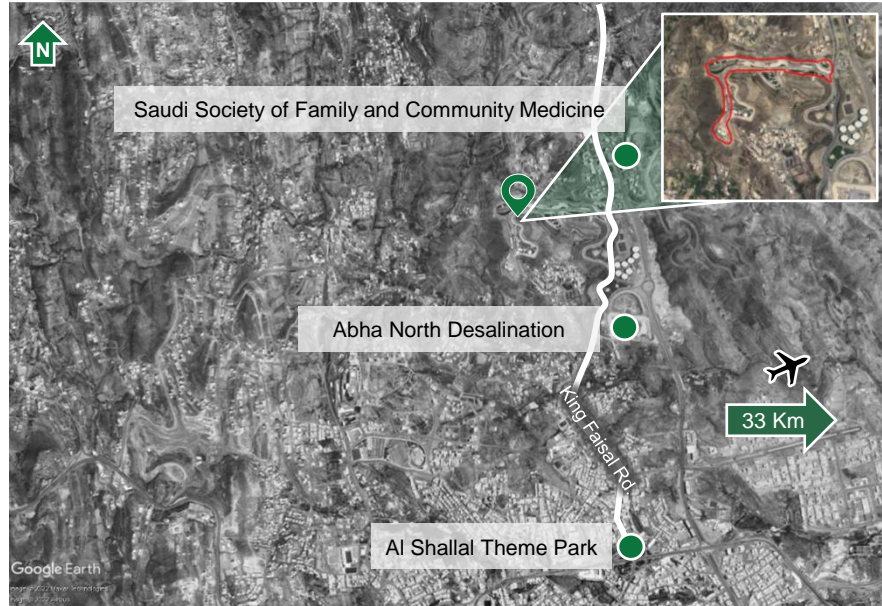 N
Saudi Society of Family and Community Medicine
Abha North Desalination
King Faisal Rd
33 Km
Al Shallal Theme Park
Google Earth